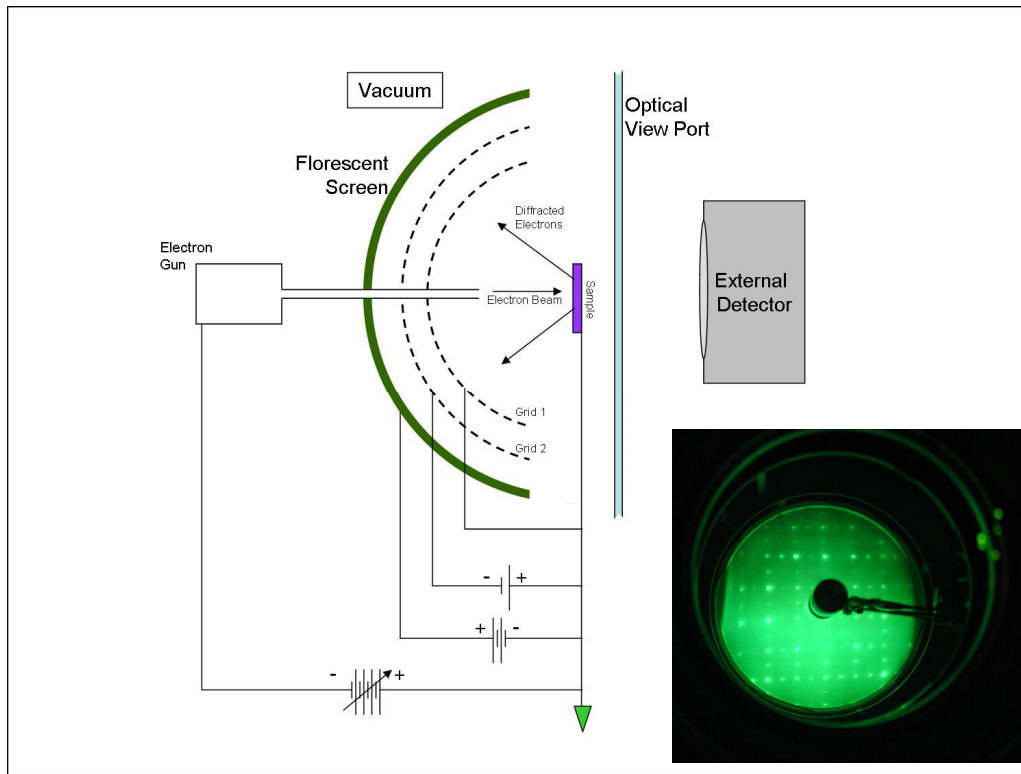 Vacuum
Optical
View Port
Florescent
Screen
Diffracted
Electrons
Electron
Gun
Electron Beam
Sample
External
Detector
Grid 1
Grid 2
- +
+ -
- +